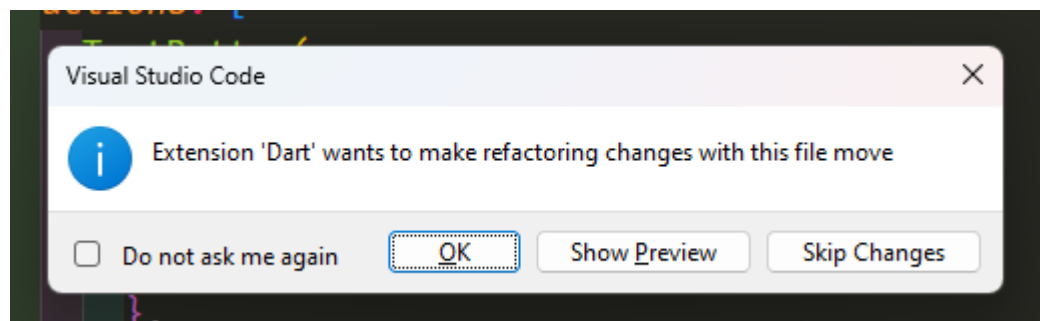 Visual Studio Code
Extension 'Dart' wants to make refactoring changes with this file move
Do not ask me again
OK
Show Preview
Skip Changes
}